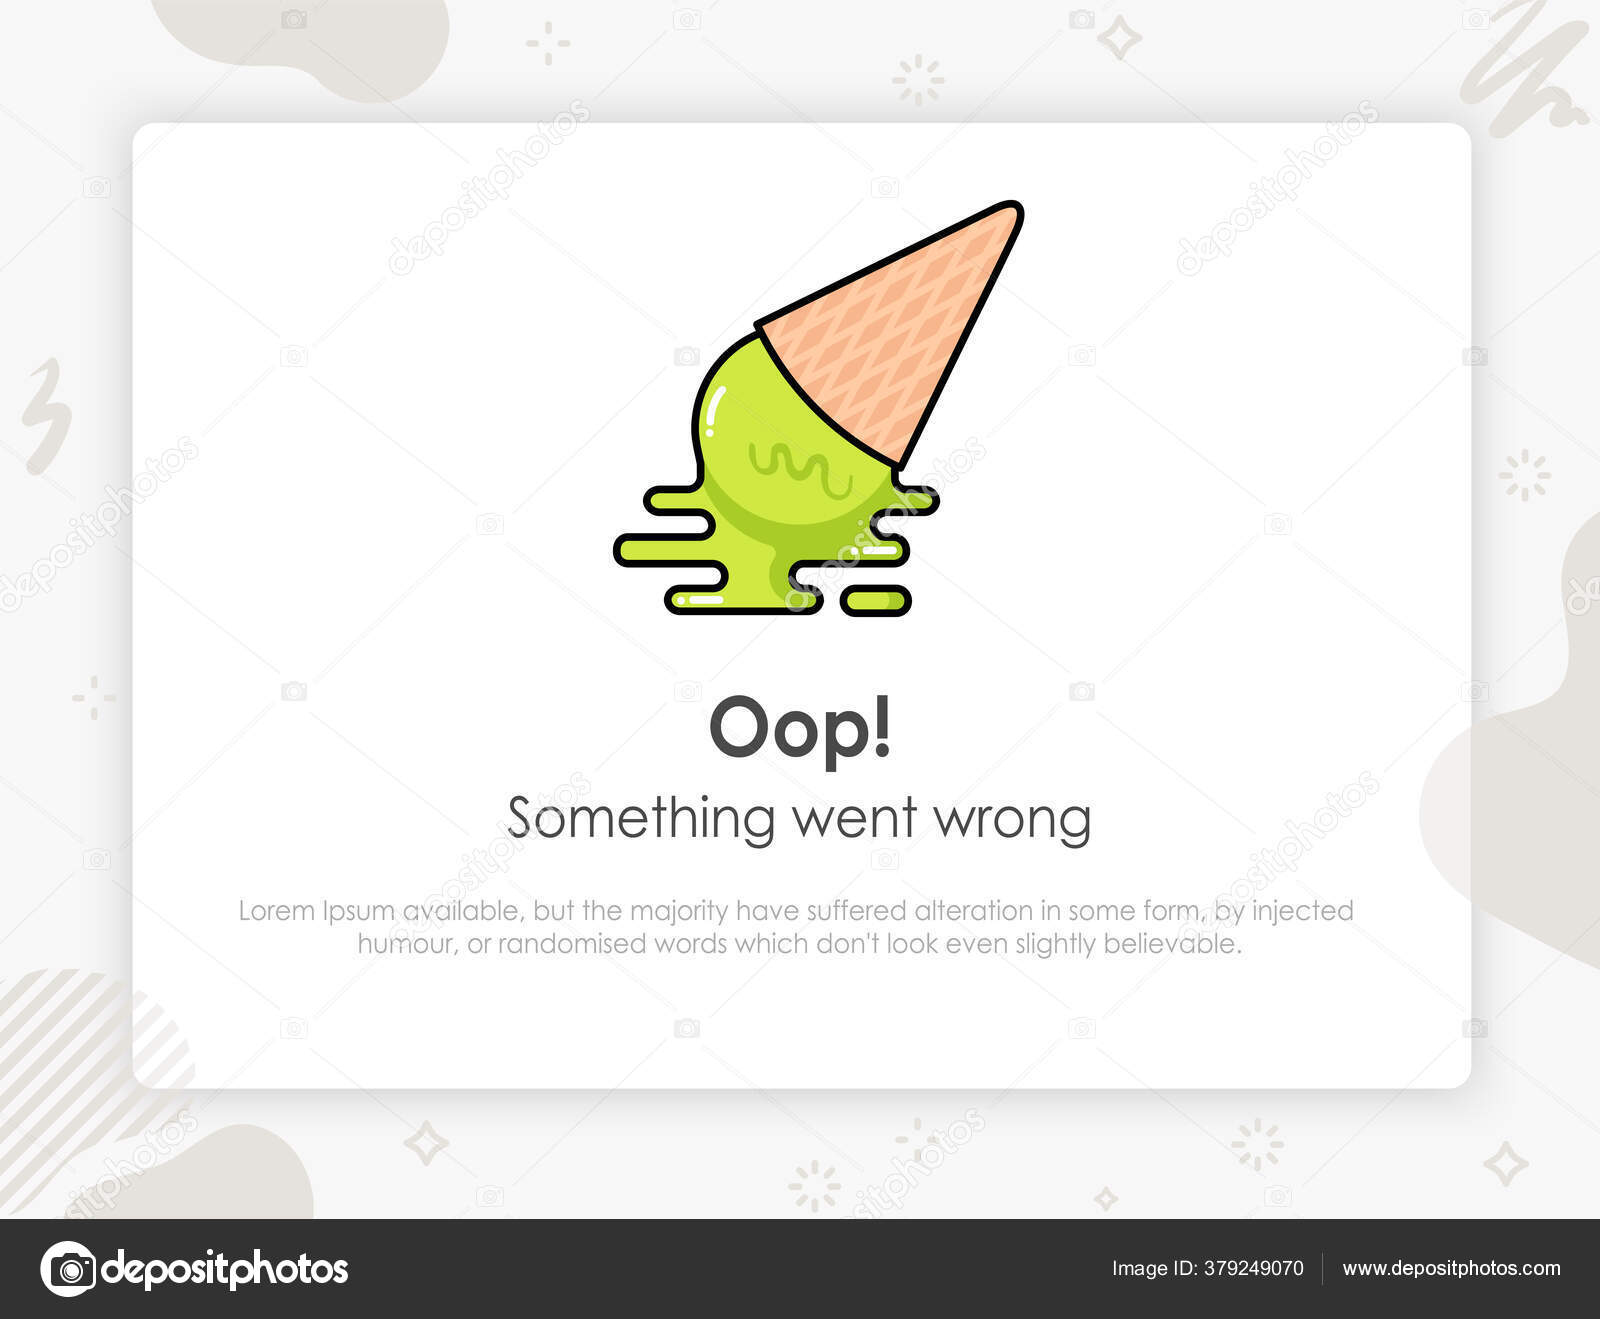 Oop!
Something went wrong
Lorem Ipsum available, but the majority have suffered alteration in some form, by injected
humour, or randomised words which don't look even slightly believable.
depositphotos
Image ID: 379249070
www.depositphotos.com